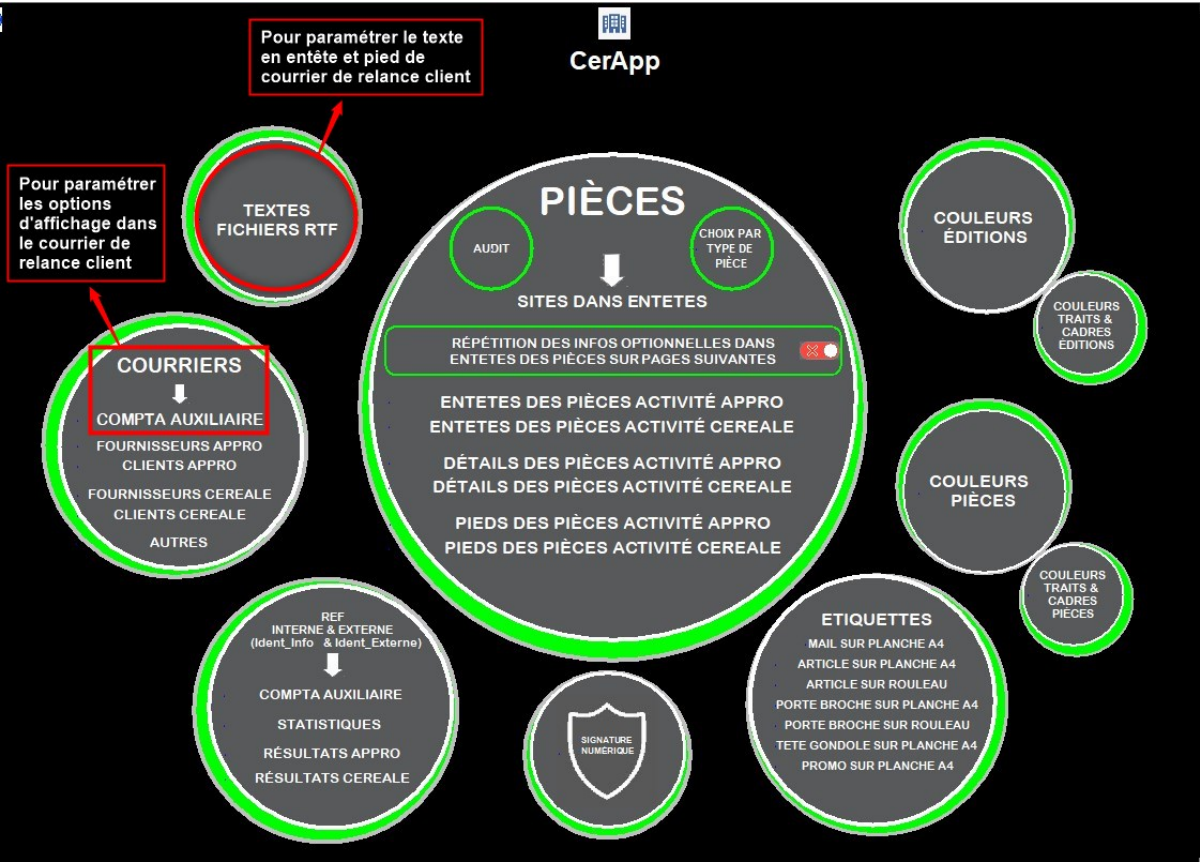 CerApp
Pour paramétrer le texte
en entête et pied de
courrier de relance client
Pour paramétrer
les options
d'affichage dans
le courrier de
relance client
TEXTES
FICHIERS RTF
COURRIERS
COMPTA AUXILIAIRE
FOURNISSEURS APPRO
CLIENTS APPRO
FOURNISSEURS CEREALE
CLIENTS CEREALE
AUTRES
PIÈCES
AUDIT
CHOIX PAR
TYPE DE
PIÈCE
SITES DANS ENTETES
RÉPÉTITION DES INFOS OPTIONNELLES DANS
ENTETES DES PIÈCES SUR PAGES SUIVANTES
ENTETES DES PIÈCES ACTIVITÉ APPRO
ENTETES DES PIÈCES ACTIVITÉ CEREALE
DÉTAILS DES PIÈCES ACTIVITÉ APPRO
DÉTAILS DES PIÈCES ACTIVITÉ CEREALE
PIEDS DES PIÈCES ACTIVITÉ APPRO
PIEDS DES PIÈCES ACTIVITÉ CEREALE
COULEURS
ÉDITIONS
COULEURS
TRAITS &
CADRES
ÉDITIONS
COULEURS
PIÈCES
COULEURS
TRAITS &
CADRES
PIÈCES
REF
INTERNE & EXTERNE
(Ident_Info & Ident_Externe)
COMPTA AUXILIAIRE
STATISTIQUES
RÉSULTATS APPRO
RÉSULTATS CEREALE
SIGNATURE
NUMÉRIQUE
ETIQUETTES
MAIL SUR PLANCHE A4
ARTICLE SUR PLANCHE A4
ARTICLE SUR ROULEAU
PORTE BROCHE SUR PLANCHE A4
PORTE BROCHE SUR ROULEAU
TETE GONDOLE SUR PLANCHE A4
PROMO SUR PLANCHE A4